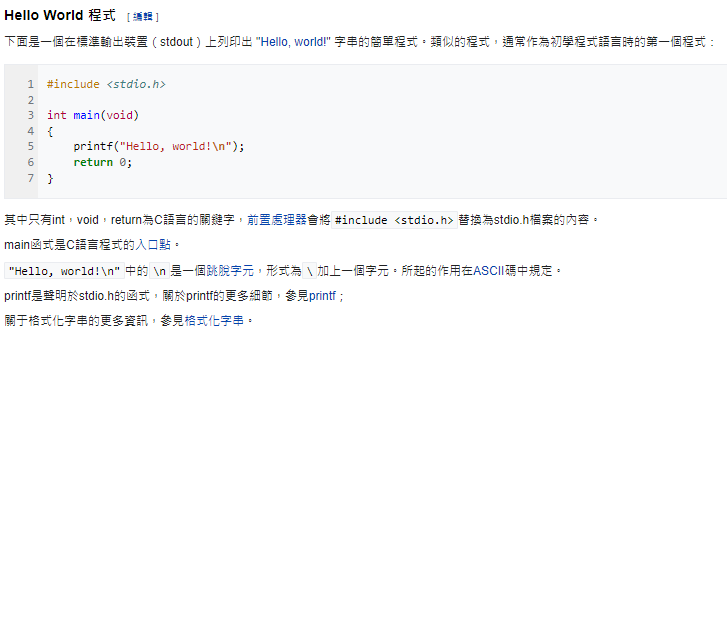 Hello World 程式 [編輯]
下面是一個在標準輸出裝置（stdout）上列印出 "Hello, world!" 字串的簡單程式。類似的程式，通常作為初學程式語言時的第一個程式：
1 #include <stdio.h>
2
3 int main(void)
4 {
5     printf("Hello, world!\n");
6     return 0;
7 }
其中只有int，void，return為C語言的關鍵字，前置處理器會將 #include <stdio.h> 替換為stdio.h檔案的內容。
main函式是C語言程式的入口點。
"Hello, world!\n" 中的 \n 是一個跳脫字元，形式為 \ 加上一個字元。所起的作用在ASCII碼中規定。
printf是聲明於stdio.h的函式，關於printf的更多細節，參見printf；
關于格式化字串的更多資訊，參見格式化字串。